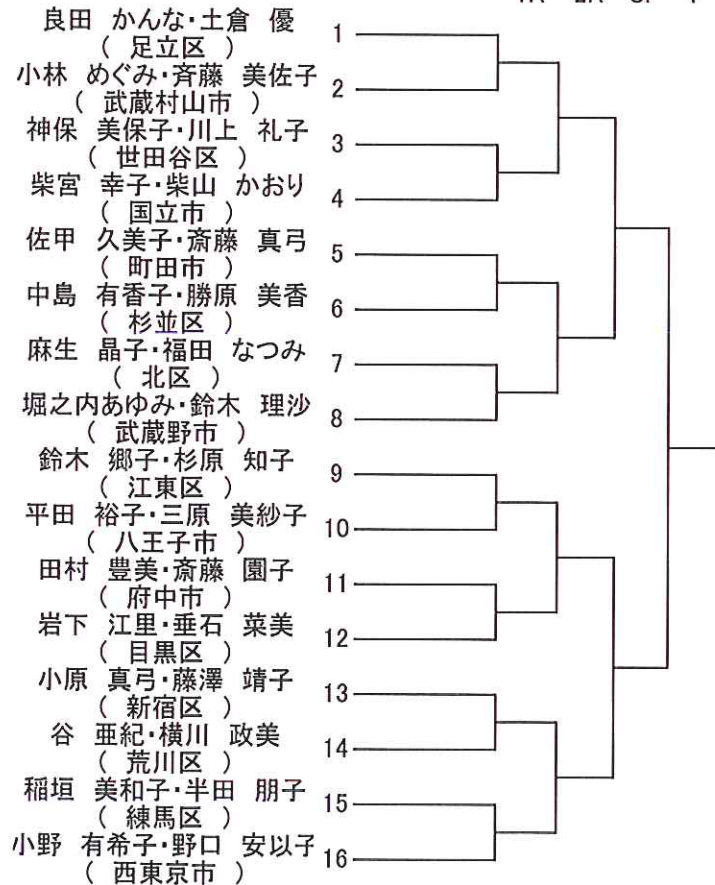 良田 かんな・土倉 優 1
( 足立区 )
小林 めぐみ・斉藤 美佐子 2
( 武蔵村山市 )
神保 美保子・川上 礼子 3
( 世田谷区 )
柴宮 幸子・柴山 かおり 4
( 国立市 )
佐甲 久美子・斎藤 真弓 5
( 町田市 )
中島 有香子・勝原 美香 6
( 杉並区 )
麻生 晶子・福田 なつみ 7
( 北区 )
堀之内あゆみ・鈴木 理沙 8
( 武蔵野市 )
鈴木 郷子・杉原 知子 9
( 江東区 )
平田 裕子・三原 美紗子 10
( 八王子市 )
田村 豊美・斎藤 園子 11
( 府中市 )
岩下 江里・垂石 菜美 12
( 目黒区 )
小原 真弓・藤澤 靖子 13
( 新宿区 )
谷 亜紀・横川 政美 14
( 荒川区 )
稲垣 美和子・半田 朋子 15
( 練馬区 )
小野 有希子・野口 安以子 16
( 西東京市 )